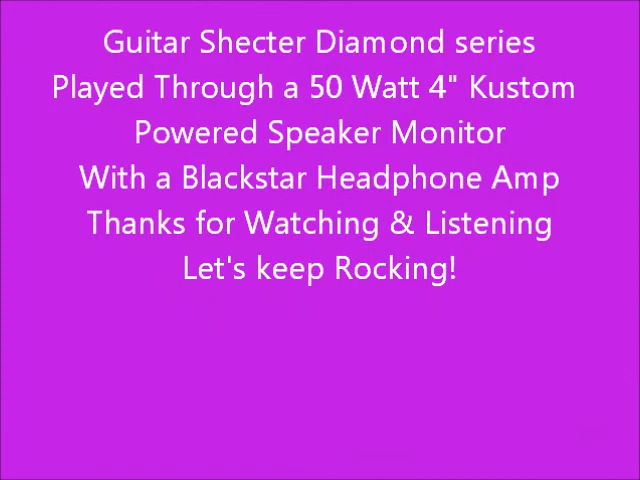 Guitar Shecter Diamond series
Played Through a 50 Watt 4" Kustom
Powered Speaker Monitor
With a Blackstar Headphone Amp
Thanks for Watching & Listening
Let's keep Rocking!